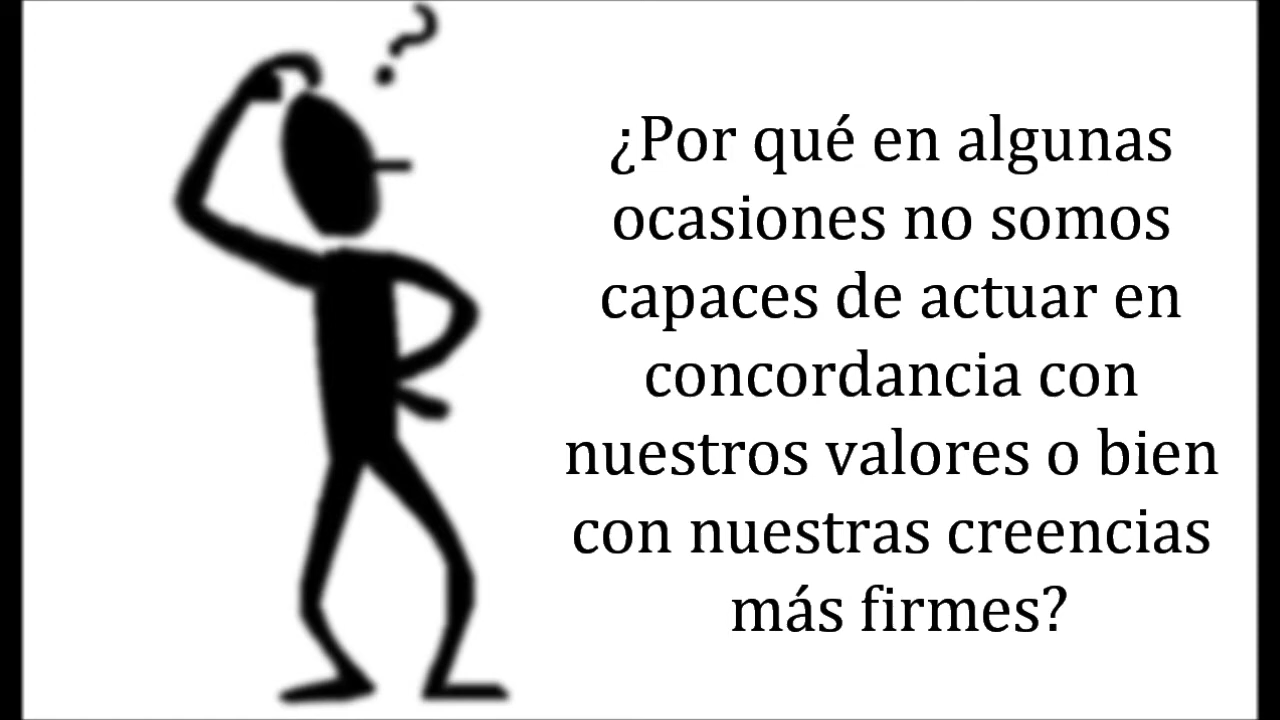 ?
¿Por qué en algunas
ocasiones no somos
capaces de actuar en
concordancia con
nuestros valores o bien
con nuestras creencias
más firmes?